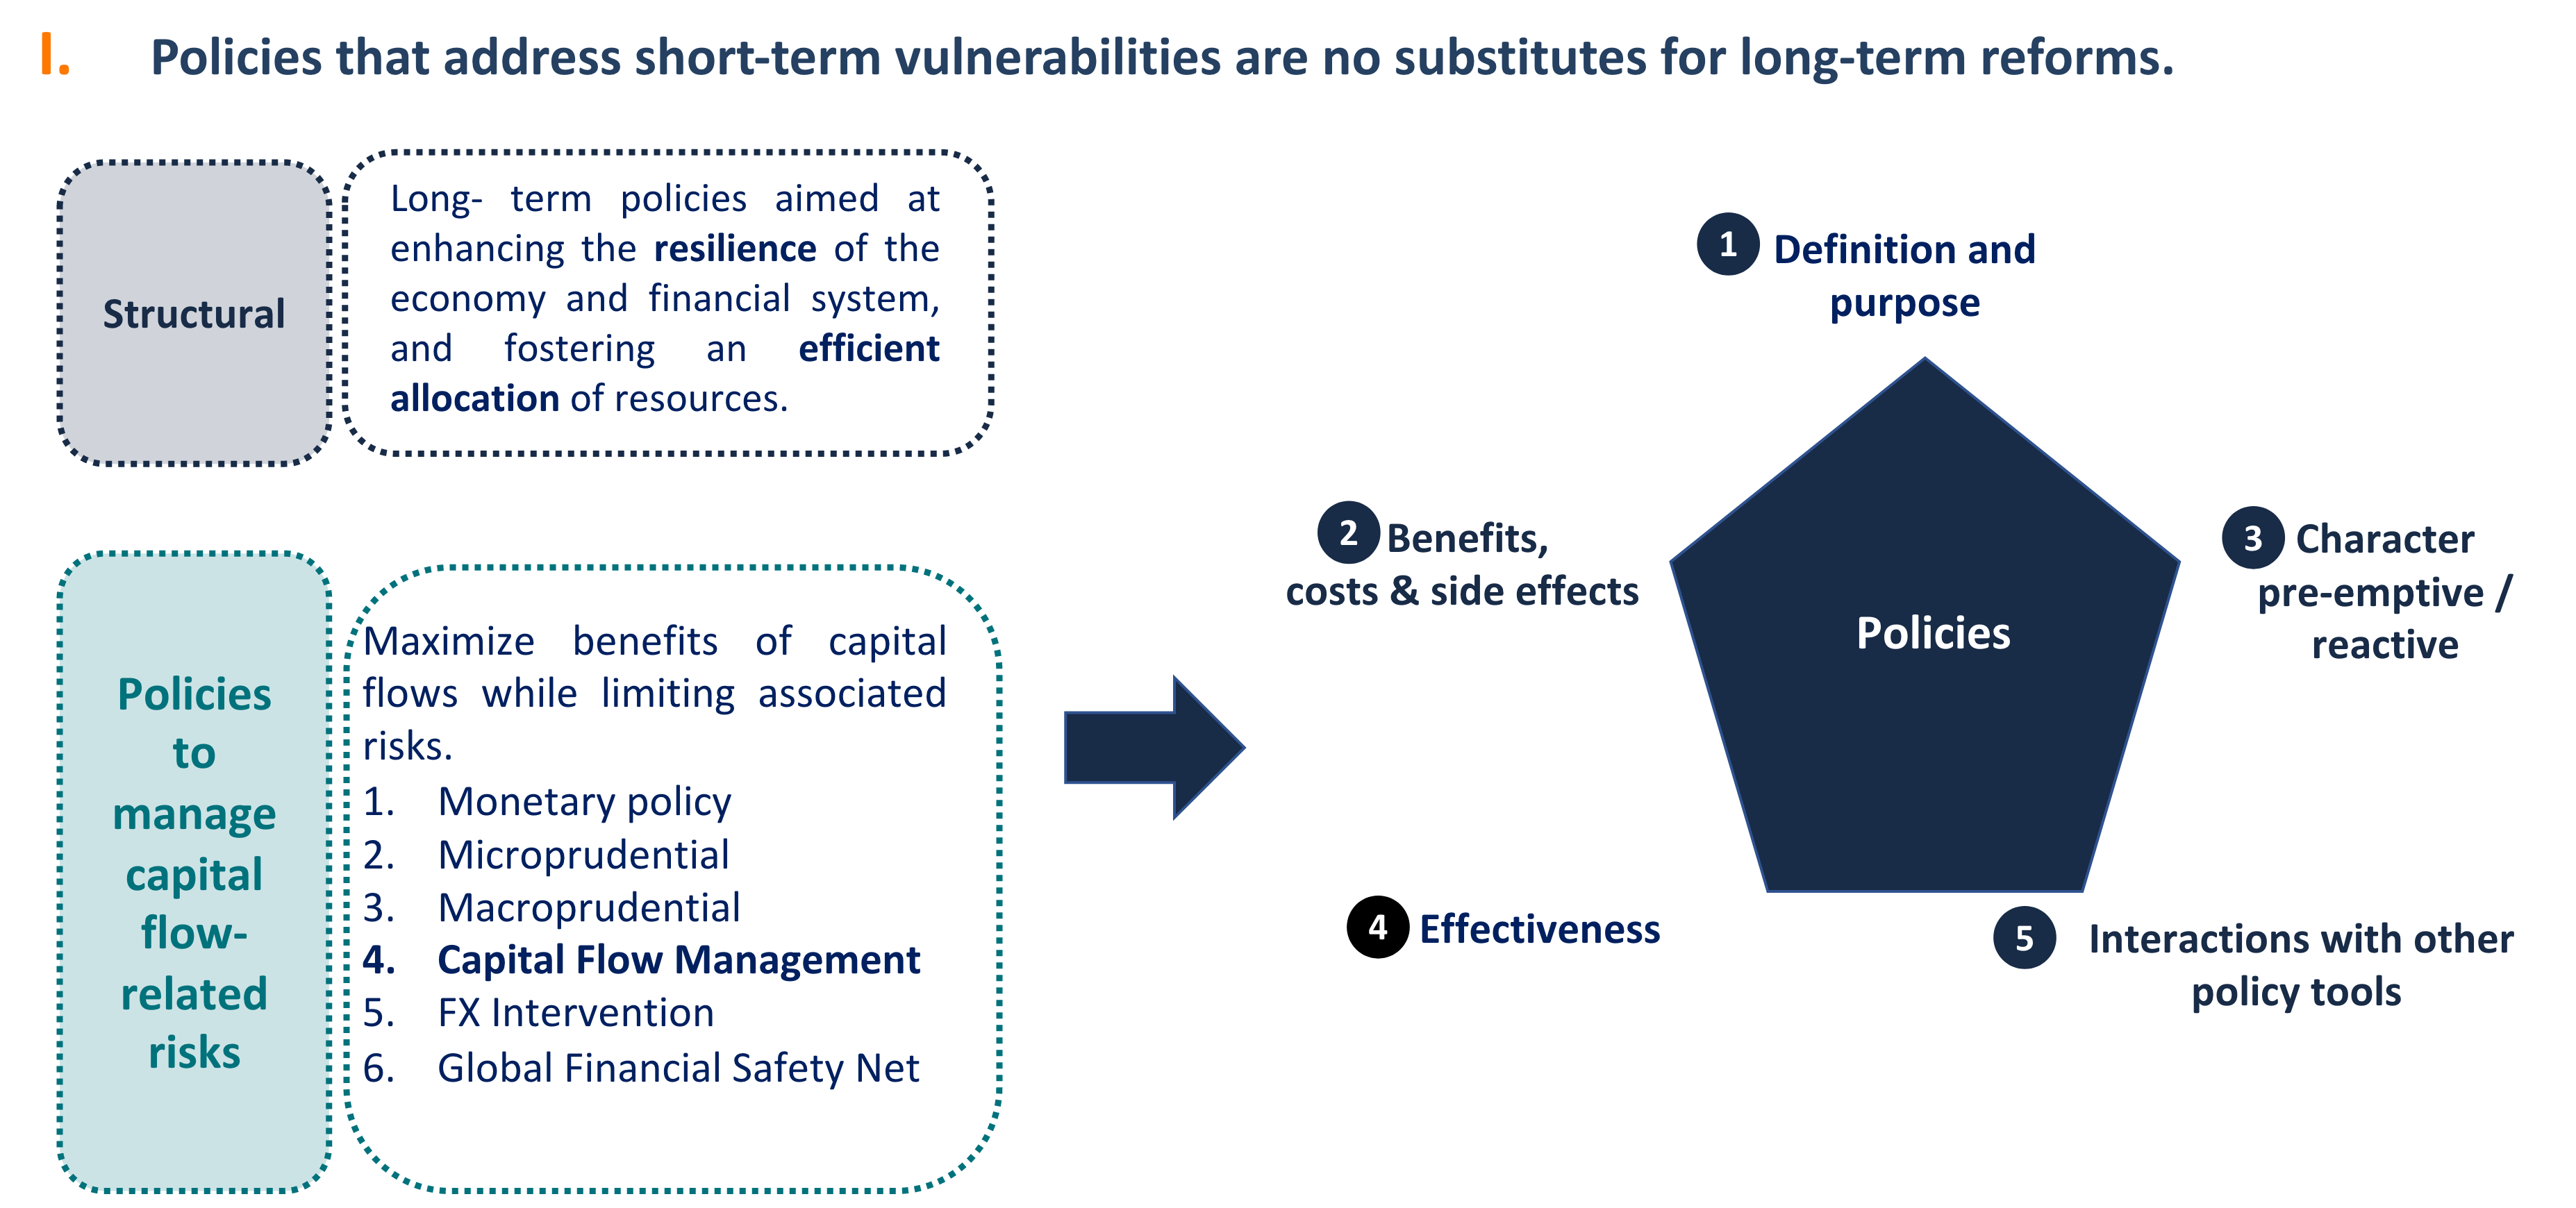 I. Policies that address short-term vulnerabilities are no substitutes for long-term reforms.
Structural
Long- term policies aimed at
enhancing the resilience of the
economy and financial system,
and fostering an efficient
allocation of resources.
Policies
to
manage
capital
flow-
related
risks
Maximize benefits of capital
flows while limiting associated
risks.
1. Monetary policy
2. Microprudential
3. Macroprudential
4. Capital Flow Management
5. FX Intervention
6. Global Financial Safety Net
1 Definition and
purpose
2 Benefits,
costs & side effects
3 Character
pre-emptive /
reactive
Policies
4 Effectiveness
5 Interactions with other
policy tools